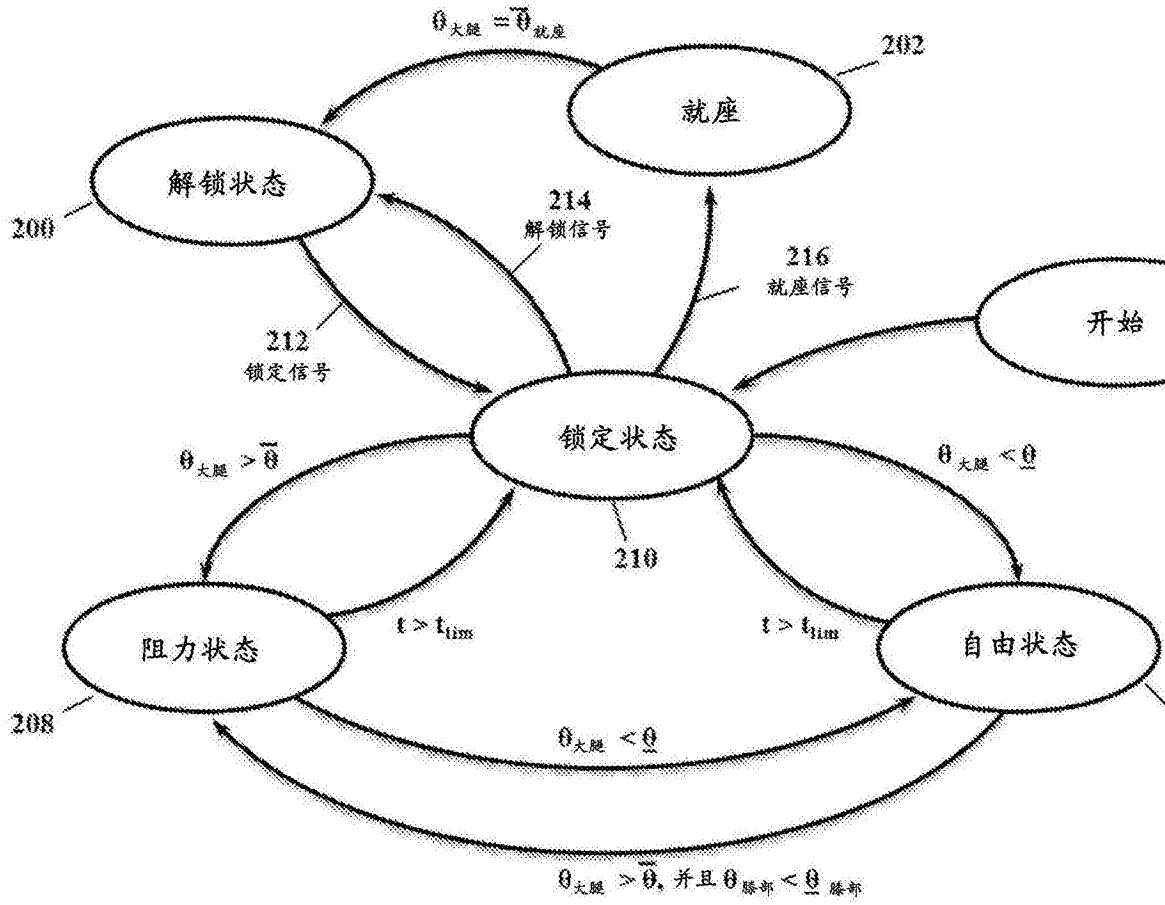 θ大腿 = θ̅就座
202
就座
解锁状态
200
214
解锁信号
216
就座信号
开始
212
锁定信号
锁定状态
θ大腿 > θ̅
θ大腿 < θ̲
210
阻力状态
t > tlim
t > tlim
自由状态
208
θ大腿 < θ̲
θ大腿 > θ̅, 并且 θ膝部 < θ̲膝部